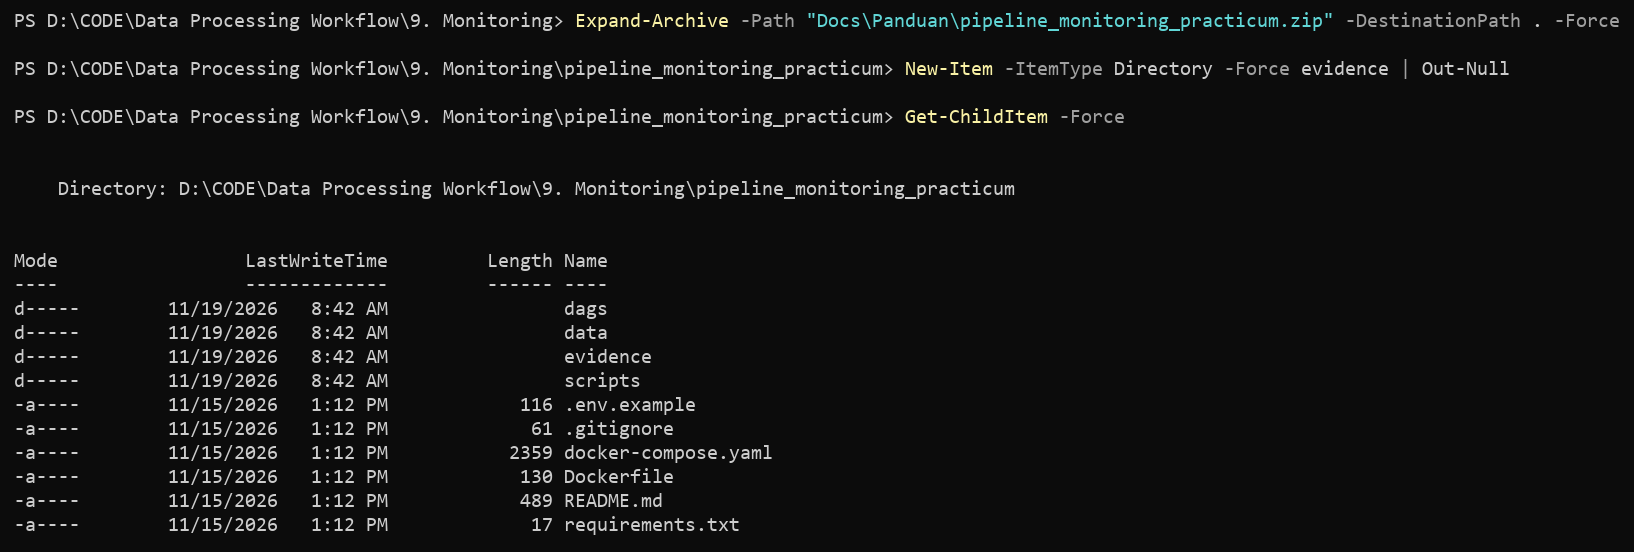 PS D:\CODE\Data Processing Workflow\9. Monitoring> Expand-Archive -Path "Docs\Panduan\pipeline_monitoring_practicum.zip" -DestinationPath . -Force
PS D:\CODE\Data Processing Workflow\9. Monitoring\pipeline_monitoring_practicum> New-Item -ItemType Directory -Force evidence | Out-Null
PS D:\CODE\Data Processing Workflow\9. Monitoring\pipeline_monitoring_practicum> Get-ChildItem -Force
Directory: D:\CODE\Data Processing Workflow\9. Monitoring\pipeline_monitoring_practicum
Mode                 LastWriteTime         Length Name
----                 -------------         ------ ----
d-----        11/19/2026   8:42 AM                dags
d-----        11/19/2026   8:42 AM                data
d-----        11/19/2026   8:42 AM                evidence
d-----        11/19/2026   8:42 AM                scripts
-a----        11/15/2026   1:12 PM            116 .env.example
-a----        11/15/2026   1:12 PM             61 .gitignore
-a----        11/15/2026   1:12 PM           2359 docker-compose.yaml
-a----        11/15/2026   1:12 PM            130 Dockerfile
-a----        11/15/2026   1:12 PM            489 README.md
-a----        11/15/2026   1:12 PM             17 requirements.txt